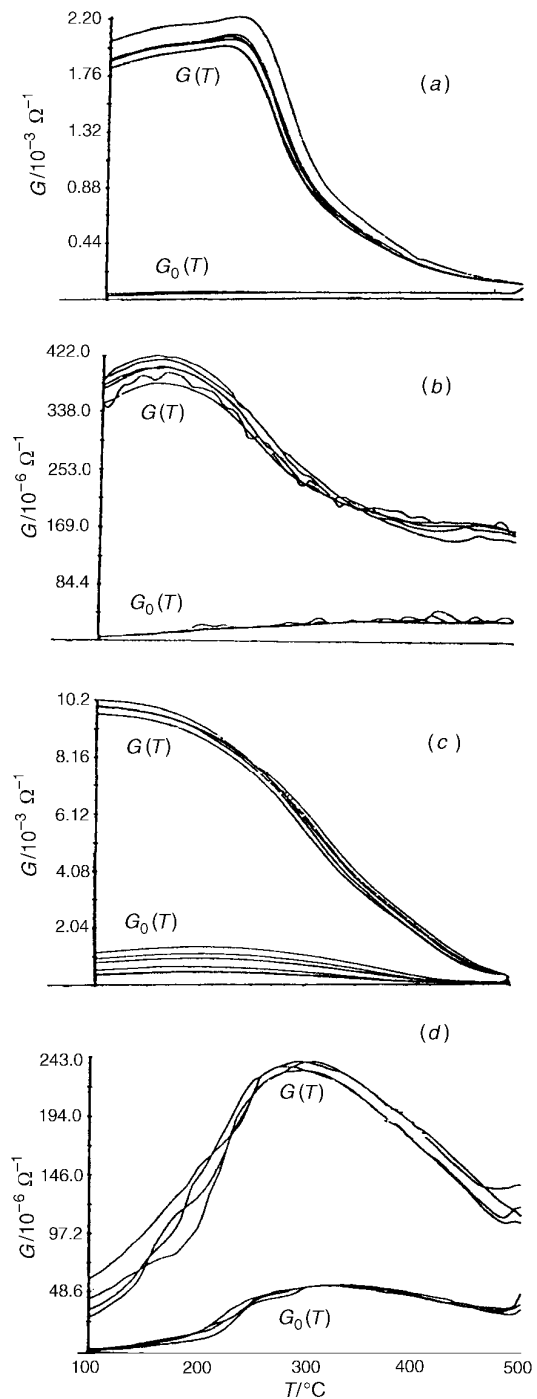 2.20
1.76
1.32
0.88
0.44
G/10⁻³ Ω⁻¹
G(T)
(a)
G₀(T)
422.0
338.0
253.0
169.0
84.4
G/10⁻⁶ Ω⁻¹
(b)
G(T)
G₀(T)
10.2
8.16
6.12
4.08
2.04
G/10⁻³ Ω⁻¹
(c)
G(T)
G₀(T)
(d)
243.0
194.0
146.0
97.2
48.6
G/10⁻⁶ Ω⁻¹
G(T)
G₀(T)
100 200 300 400 500
T/°C